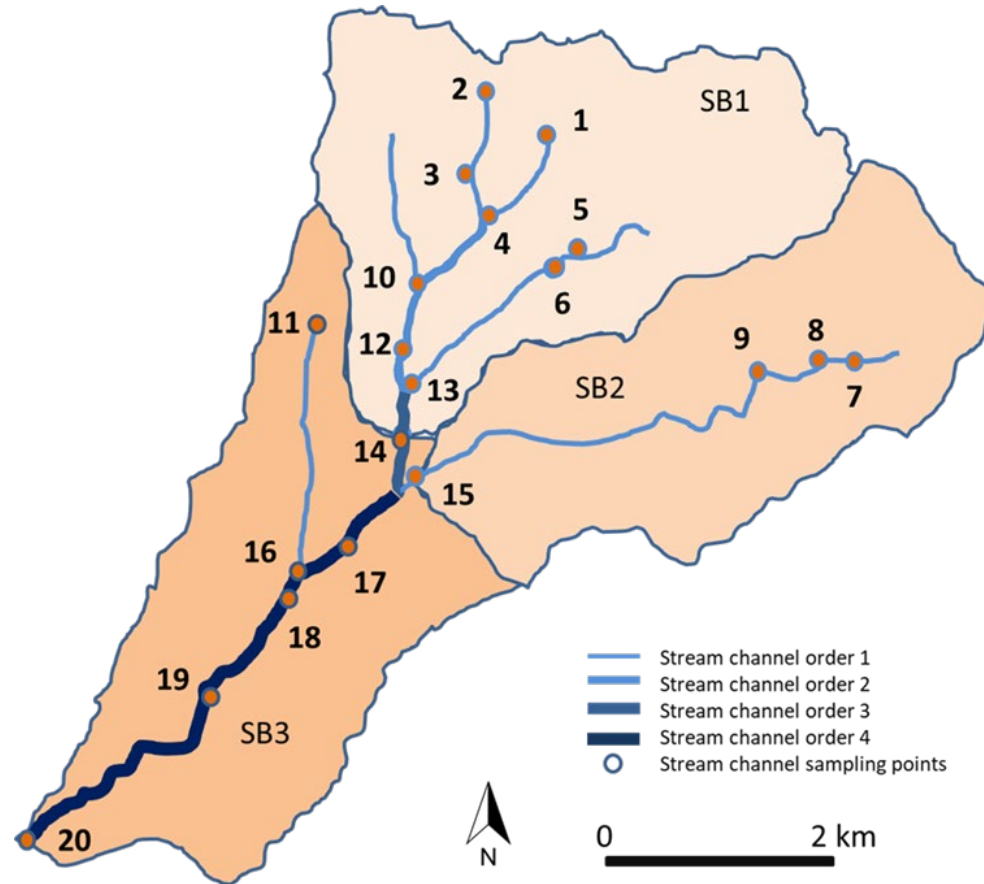 2
SB1
1
3
5
4
10
6
11
12
9
8
13
SB2
7
14
15
16
17
18
Stream channel order 1
19
Stream channel order 2
Stream channel order 3
SB3
Stream channel order 4
Stream channel sampling points
20
0
2 km
N